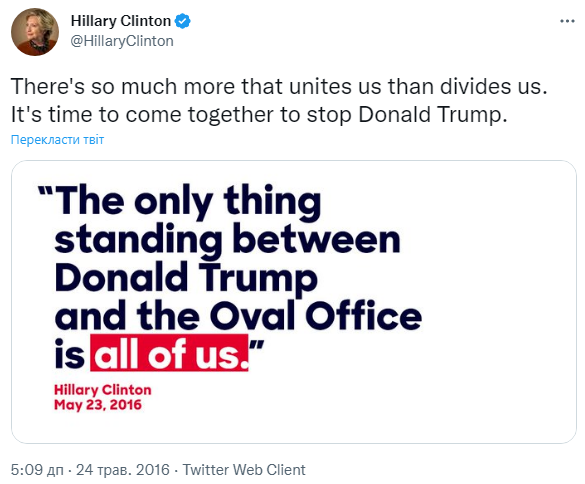 Hillary Clinton
@HillaryClinton
There's so much more that unites us than divides us.
It's time to come together to stop Donald Trump.
Перекласти твіт
“The only thing
standing between
Donald Trump
and the Oval Office
is all of us.”
Hillary Clinton
May 23, 2016
5:09 дп · 24 трав. 2016 · Twitter Web Client